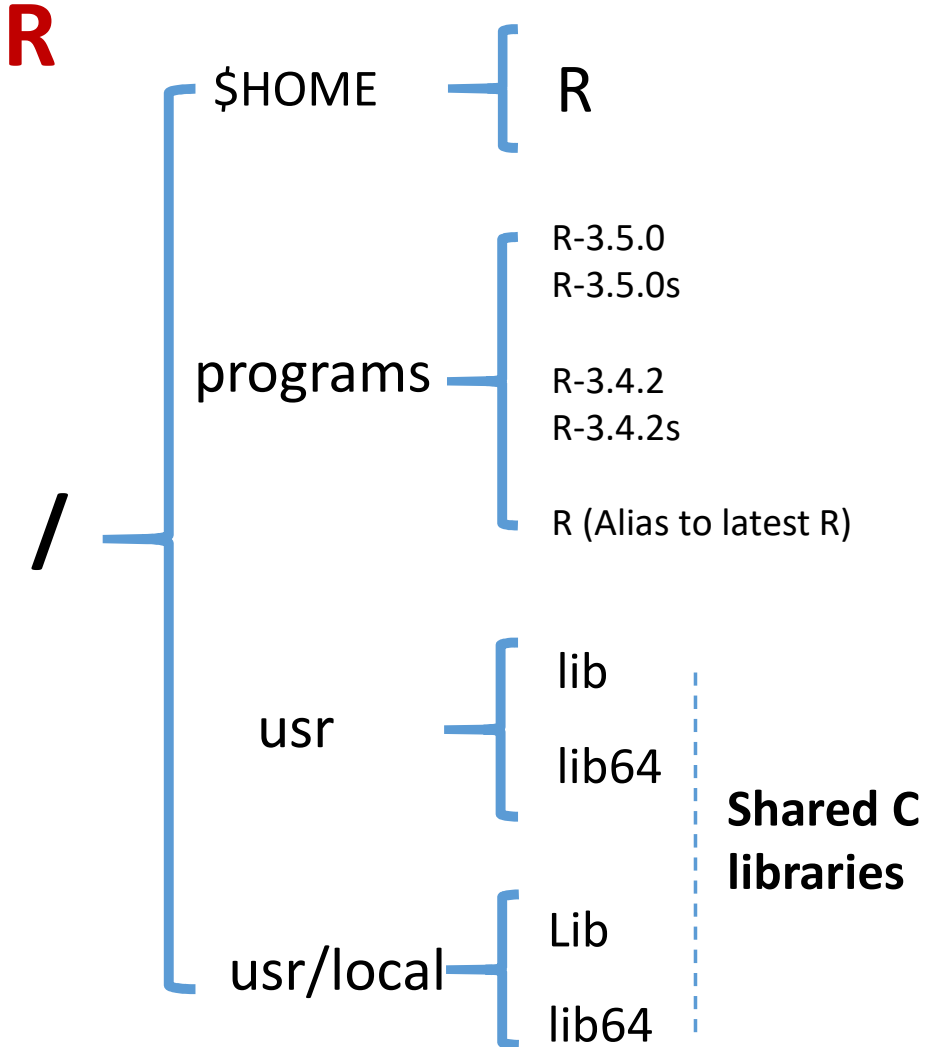 R
$HOME
R
R-3.5.0
R-3.5.0s
programs
R-3.4.2
R-3.4.2s
/
R (Alias to latest R)
lib
usr
lib64
Shared C
libraries
Lib
usr/local
lib64